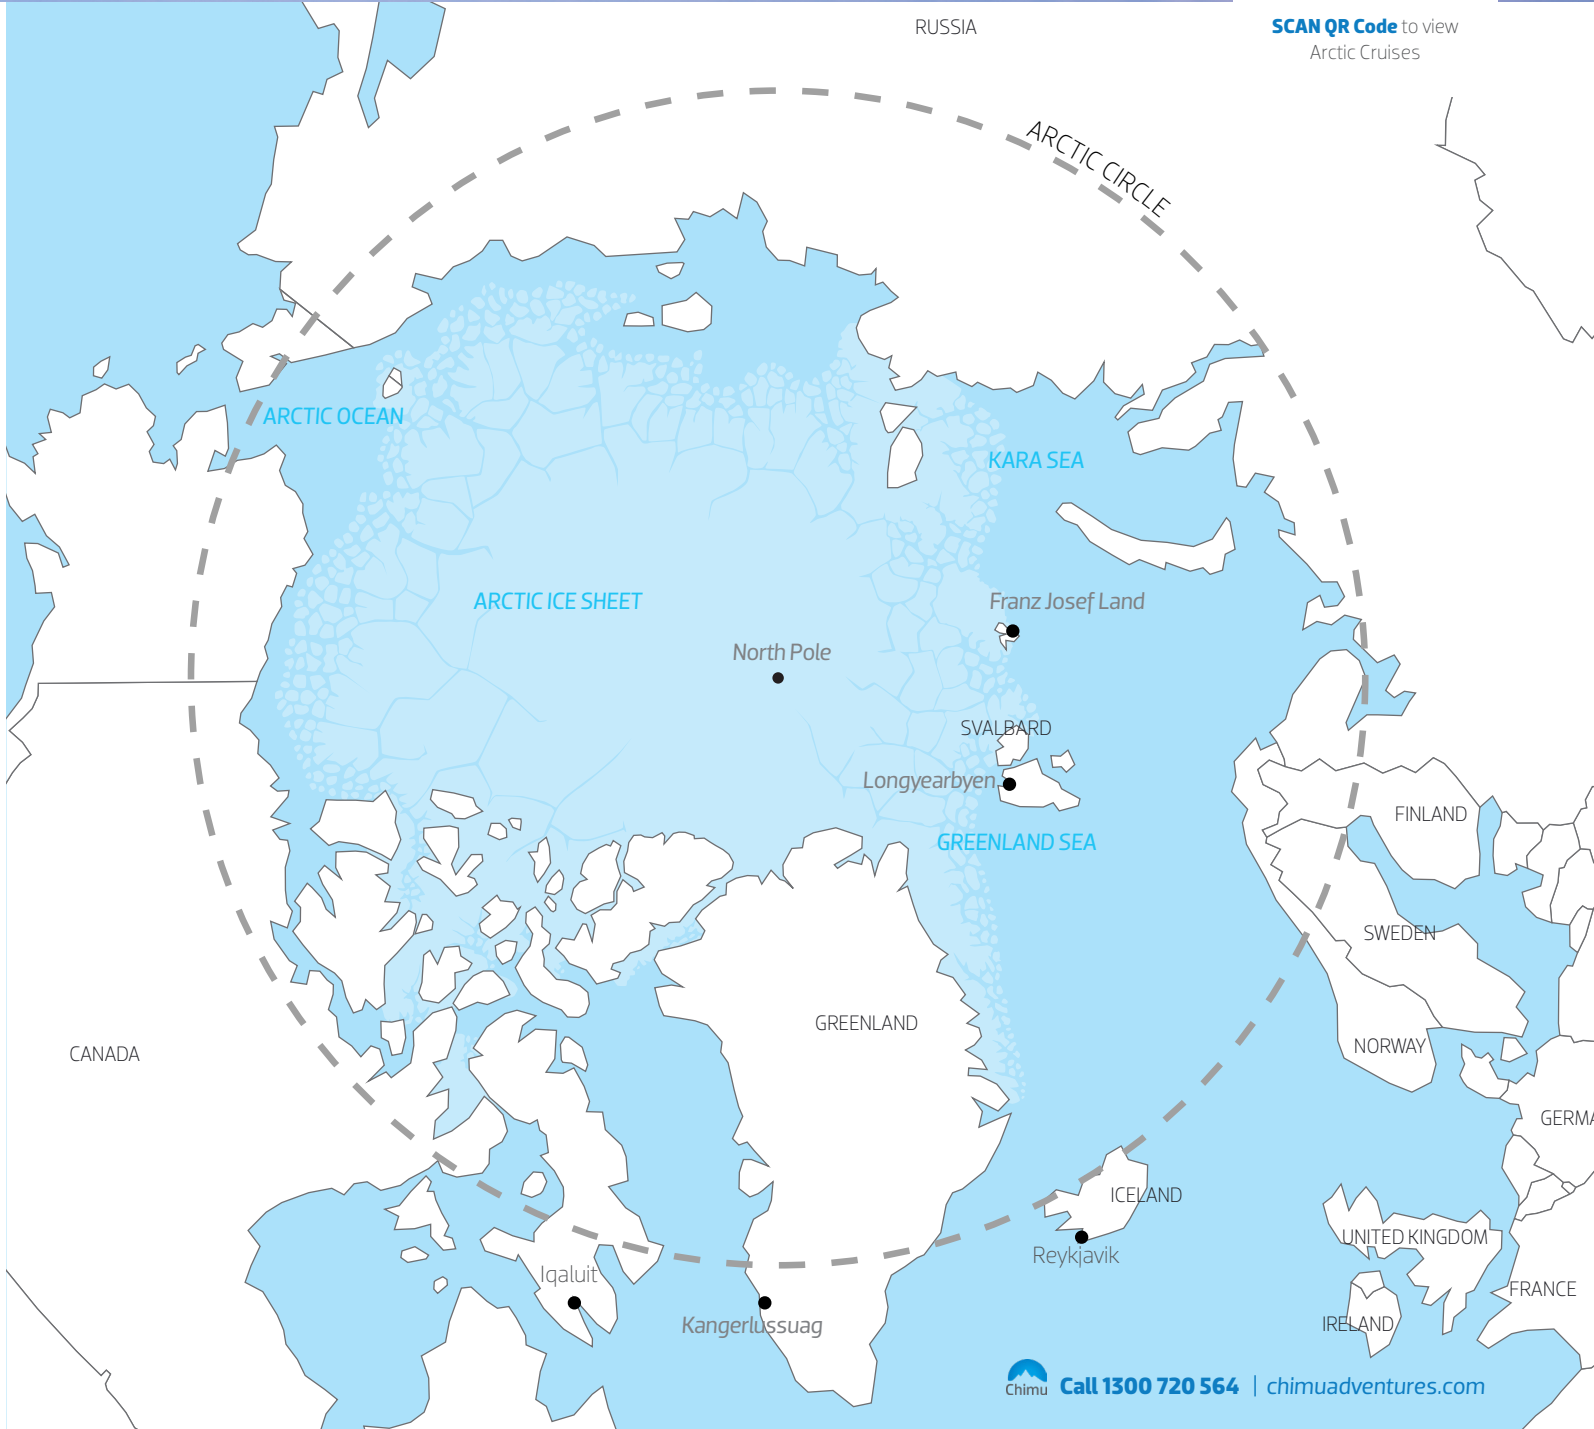 RUSSIA
SCAN QR Code to view
Arctic Cruises
ARCTIC CIRCLE
ARCTIC OCEAN
KARA SEA
ARCTIC ICE SHEET
Franz Josef Land
North Pole
SVALBARD
Longyearbyen
GREENLAND SEA
FINLAND
SWEDEN
GREENLAND
NORWAY
CANADA
GERMA
ICELAND
UNITED KINGDOM
Reykjavik
Iqaluit
FRANCE
Kangerlussuag
IRELAND
Chimu
Call 1300 720 564 | chimuadventures.com